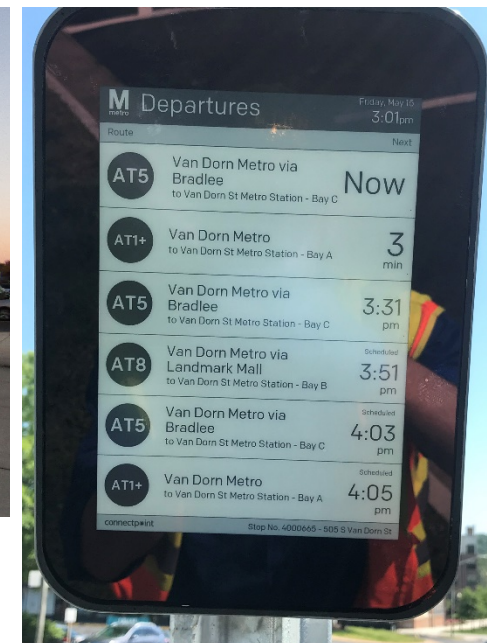 M Departures
metro
Friday, May 15
3:01pm
Route Next
AT5 Van Dorn Metro via
Bradlee
to Van Dorn St Metro Station - Bay C
Now
AT1+ Van Dorn Metro
to Van Dorn St Metro Station - Bay A
3
min
AT5 Van Dorn Metro via
Bradlee
to Van Dorn St Metro Station - Bay C
3:31
pm
AT8 Van Dorn Metro via
Landmark Mall
to Van Dorn St Metro Station - Bay B
Scheduled
3:51
pm
AT5 Van Dorn Metro via
Bradlee
to Van Dorn St Metro Station - Bay C
Scheduled
4:03
pm
AT1+ Van Dorn Metro
to Van Dorn St Metro Station - Bay A
Scheduled
4:05
pm
connectpoint Stop No. 4000665 - 505 S Van Dorn St